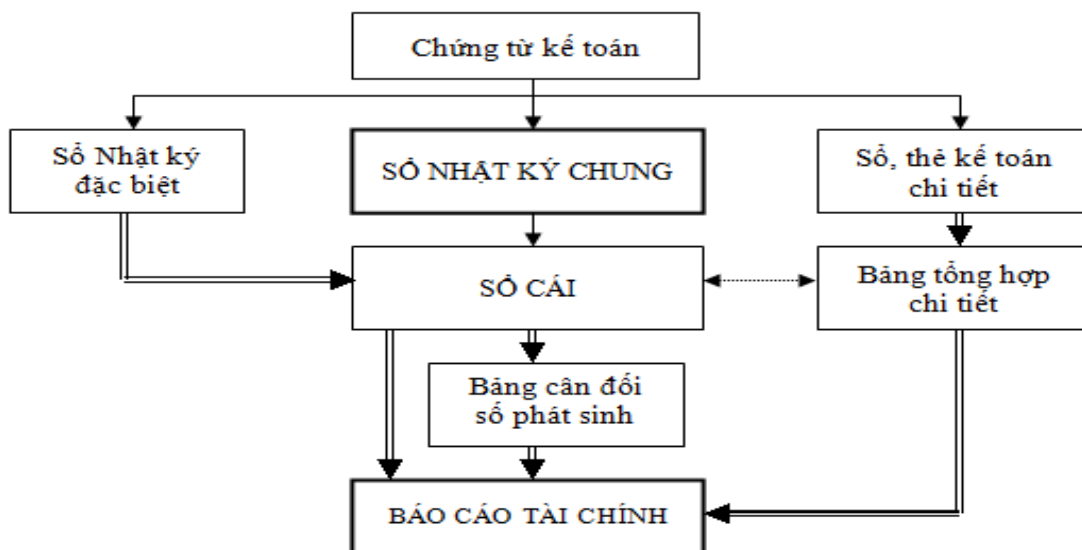 Chứng từ kế toán
Sổ Nhật ký
đặc biệt
SỔ NHẬT KÝ CHUNG
Sổ, thẻ kế toán
chi tiết
SỔ CÁI
Bảng tổng hợp
chi tiết
Bảng cân đối
số phát sinh
BÁO CÁO TÀI CHÍNH